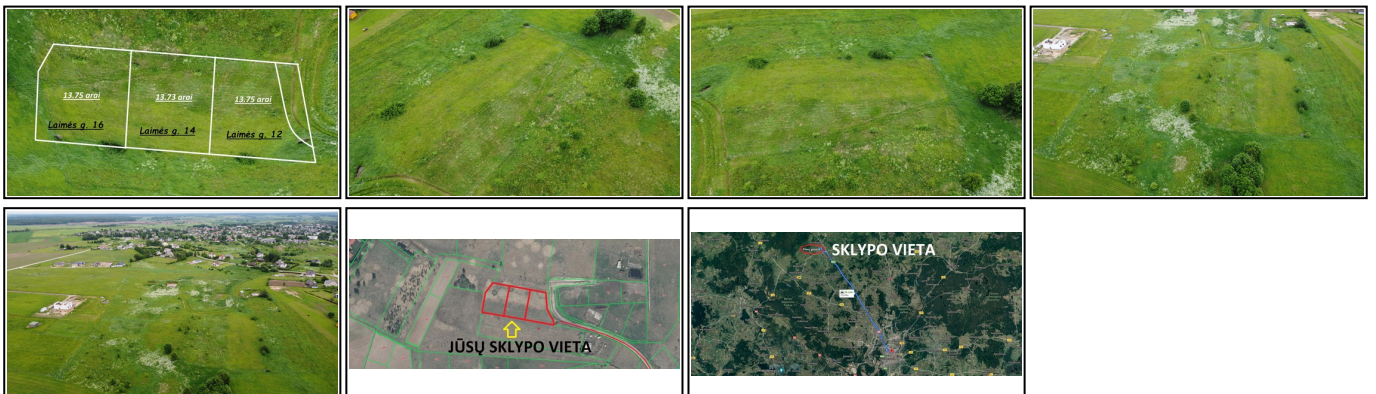 13.75 arai
13.73 arai
13.75 arai
Laimės g. 16
Laimės g. 14
Laimės g. 12
JŪSŲ SKLYPO VIETA
SKLYPO VIETA